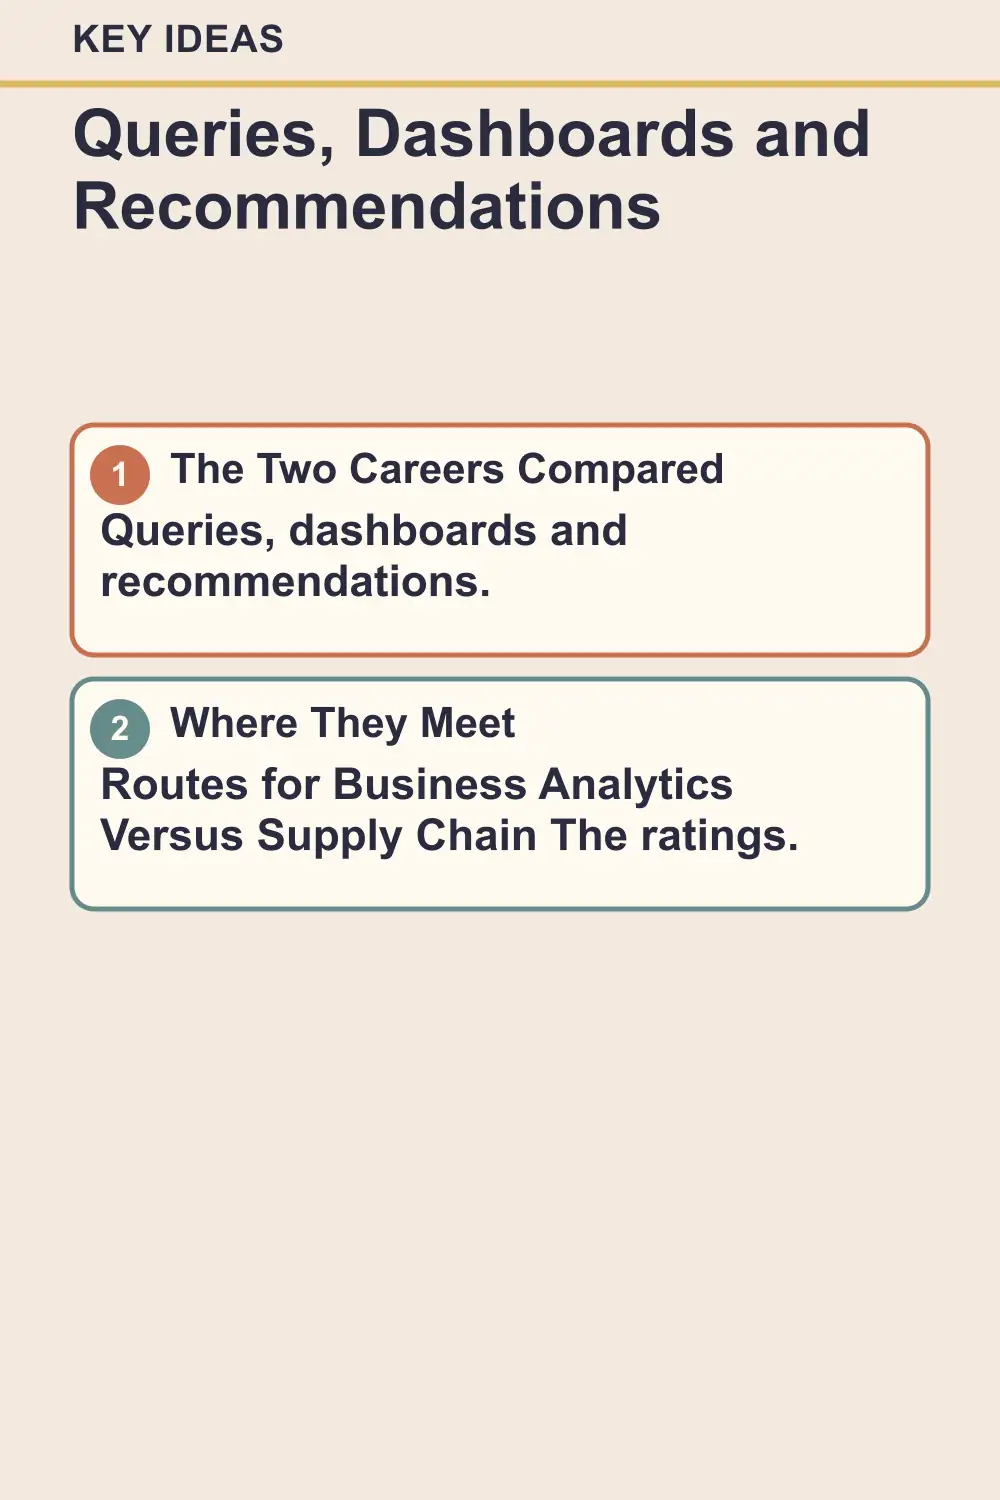 KEY IDEAS
Queries, Dashboards and
Recommendations
1 The Two Careers Compared
Queries, dashboards and
recommendations.
2 Where They Meet
Routes for Business Analytics
Versus Supply Chain The ratings.